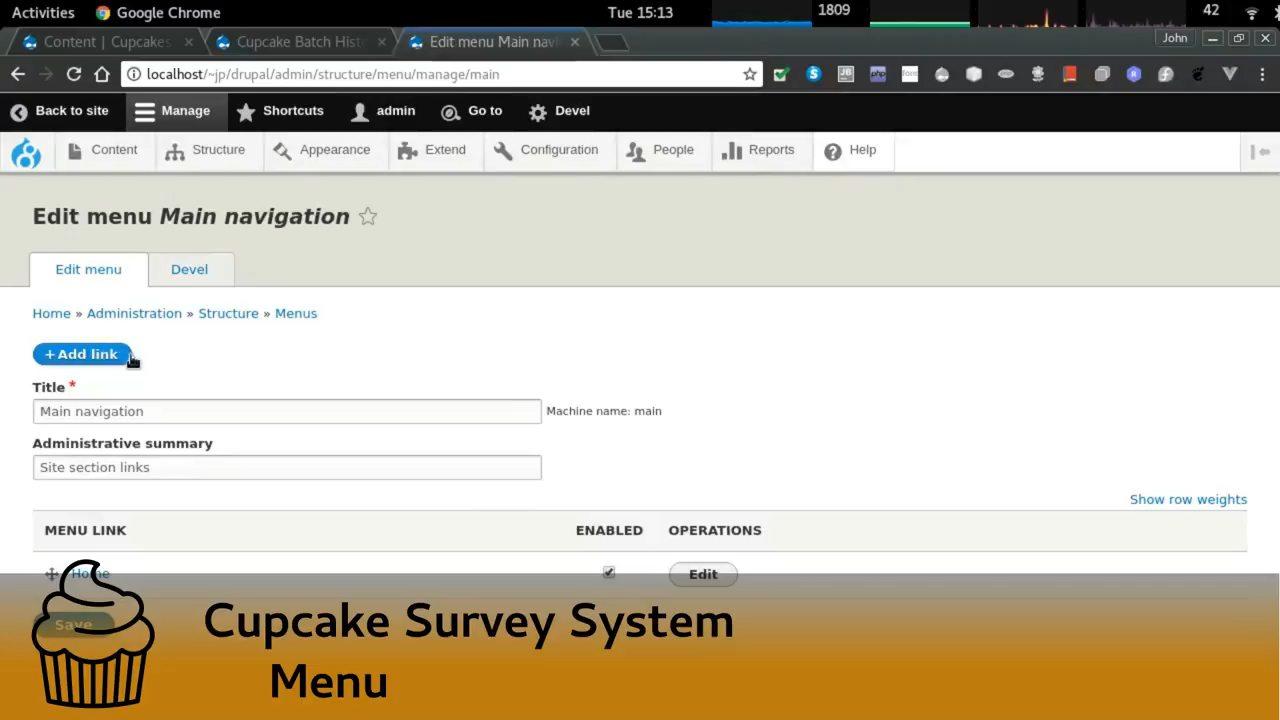 Activities Google Chrome Tue 15:13 1809 42
Content | Cupcakes Cupcake Batch Hist Edit menu Main navi John
localhost/~jp/drupal/admin/structure/menu/manage/main
Back to site Manage Shortcuts admin Go to Devel
Content Structure Appearance Extend Configuration People Reports Help
Edit menu Main navigation
Edit menu Devel
Home » Administration » Structure » Menus
+ Add link
Title *
Main navigation Machine name: main
Administrative summary
Site section links
Show row weights
MENU LINK ENABLED OPERATIONS
Home Edit
Save
Cupcake Survey System
Menu